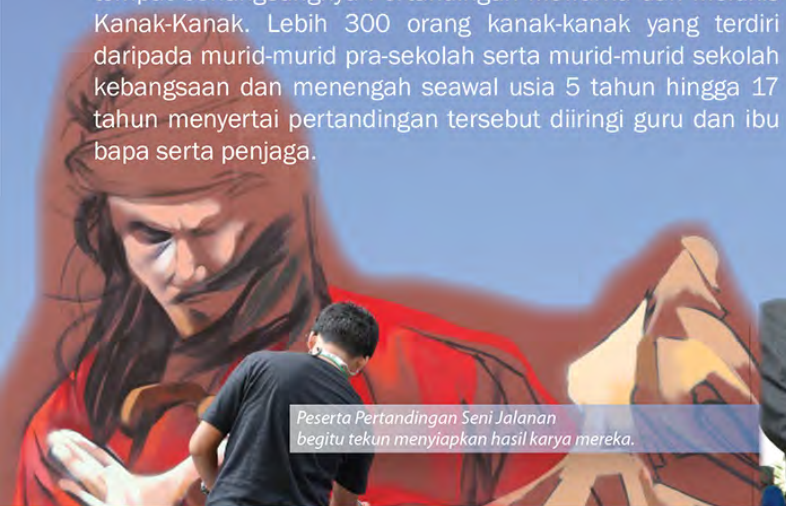 Kanak-Kanak. Lebih 300 orang kanak-kanak yang terdiri
daripada murid-murid pra-sekolah serta murid-murid sekolah
kebangsaan dan menengah seawal usia 5 tahun hingga 17
tahun menyertai pertandingan tersebut diiringi guru dan ibu
bapa serta penjaga.
Peserta Pertandingan Seni Jalanan
begitu tekun menyiapkan hasil karya mereka.